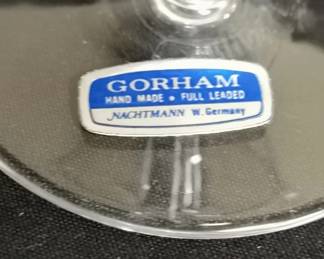 GORHAM
HAND MADE • FULL LEADED
NACHTMANN W. Germany